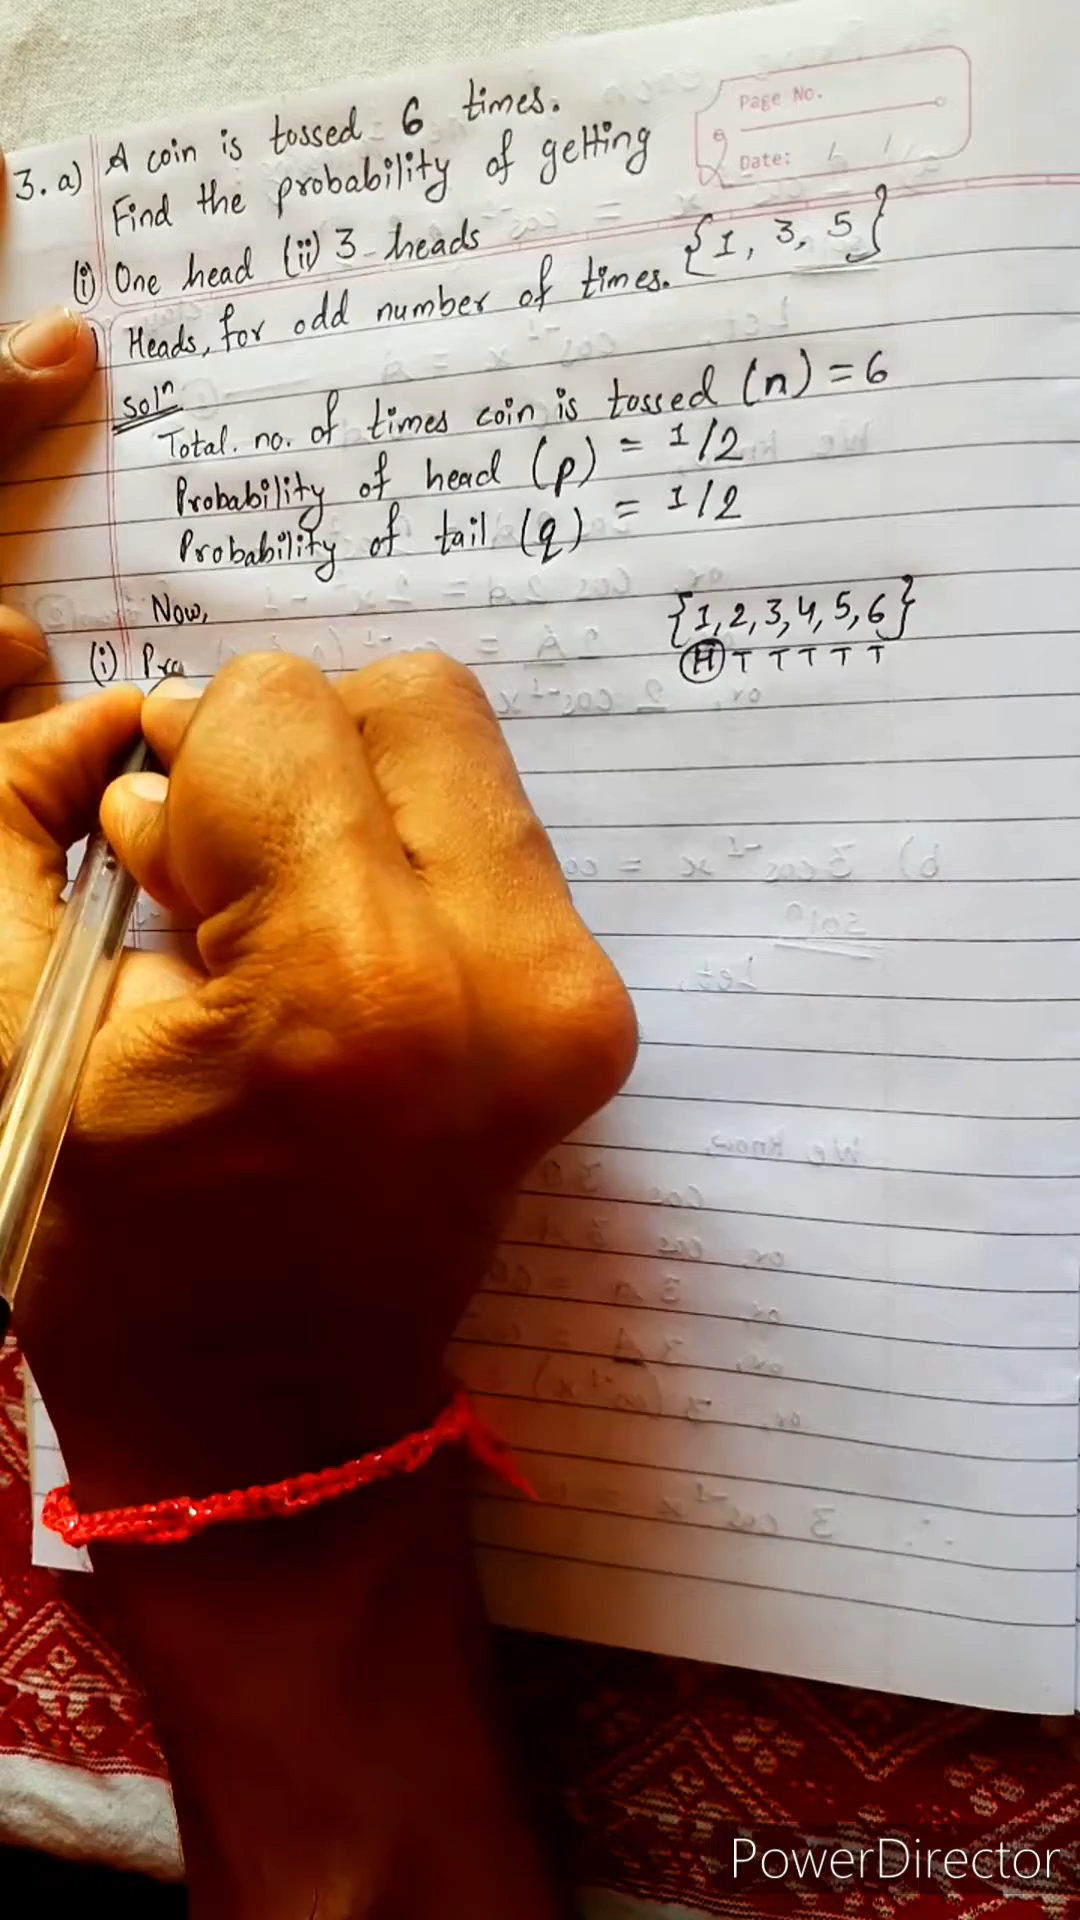 Page No.
Date:
3. a) A coin is tossed 6 times.
Find the probability of getting
(i) One head (ii) 3 heads
Heads, for odd number of times. {1, 3, 5}
Solⁿ
Total. no. of times coin is tossed (n) = 6
Probability of head (p) = 1/2
Probability of tail (q) = 1/2
Now,
{1, 2, 3, 4, 5, 6}
(i) Pro
H T T T T T
PowerDirector